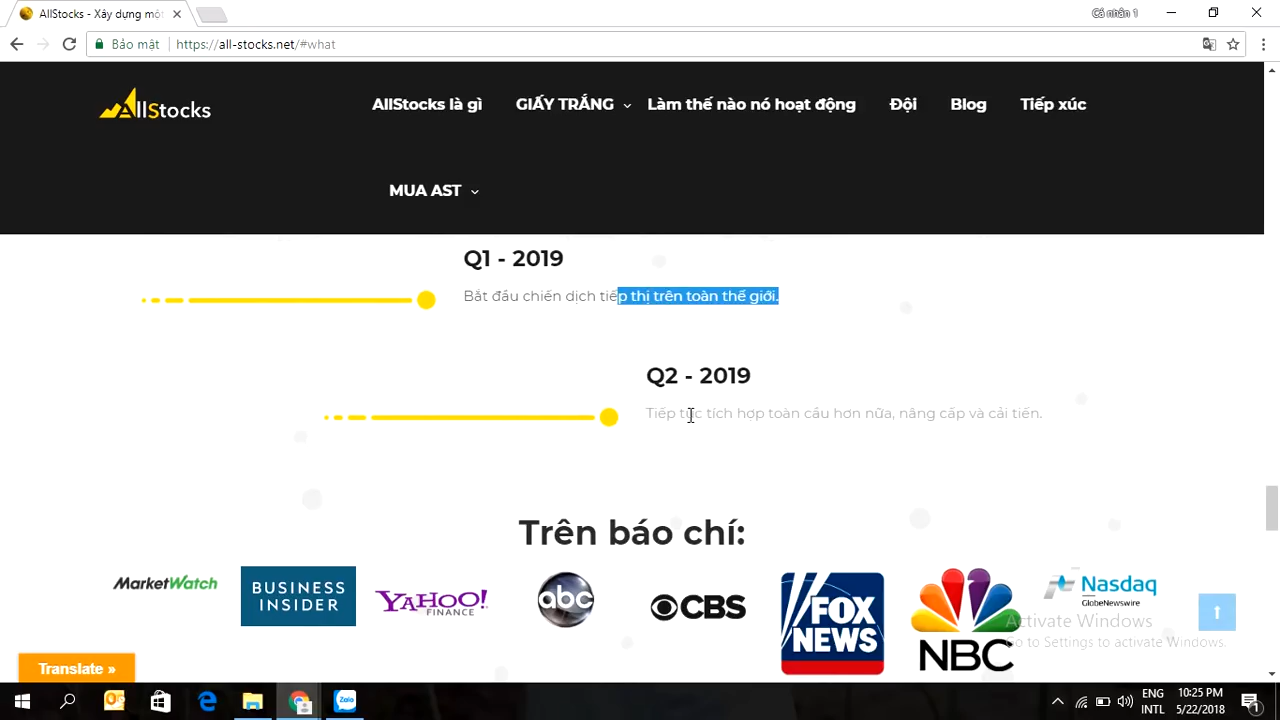 AllStocks - Xây dựng một
Cá nhân 1
Bảo mật
https://all-stocks.net/#what
AllStocks
AllStocks là gì
GIẤY TRẮNG
Làm thế nào nó hoạt động
Đội
Blog
Tiếp xúc
MUA AST
Q1 - 2019
Bắt đầu chiến dịch tiếp thị trên toàn thế giới.
Q2 - 2019
Tiếp tục tích hợp toàn cầu hơn nữa, nâng cấp và cải tiến.
Trên báo chí:
MarketWatch
BUSINESS
INSIDER
YAHOO!
FINANCE
abc
CBS
FOX
NEWS
NBC
Nasdaq
GlobeNewswire
Activate Windows
Go to Settings to activate Windows.
Translate »
Zalo
ENG
INTL
10:25 PM
5/22/2018
1